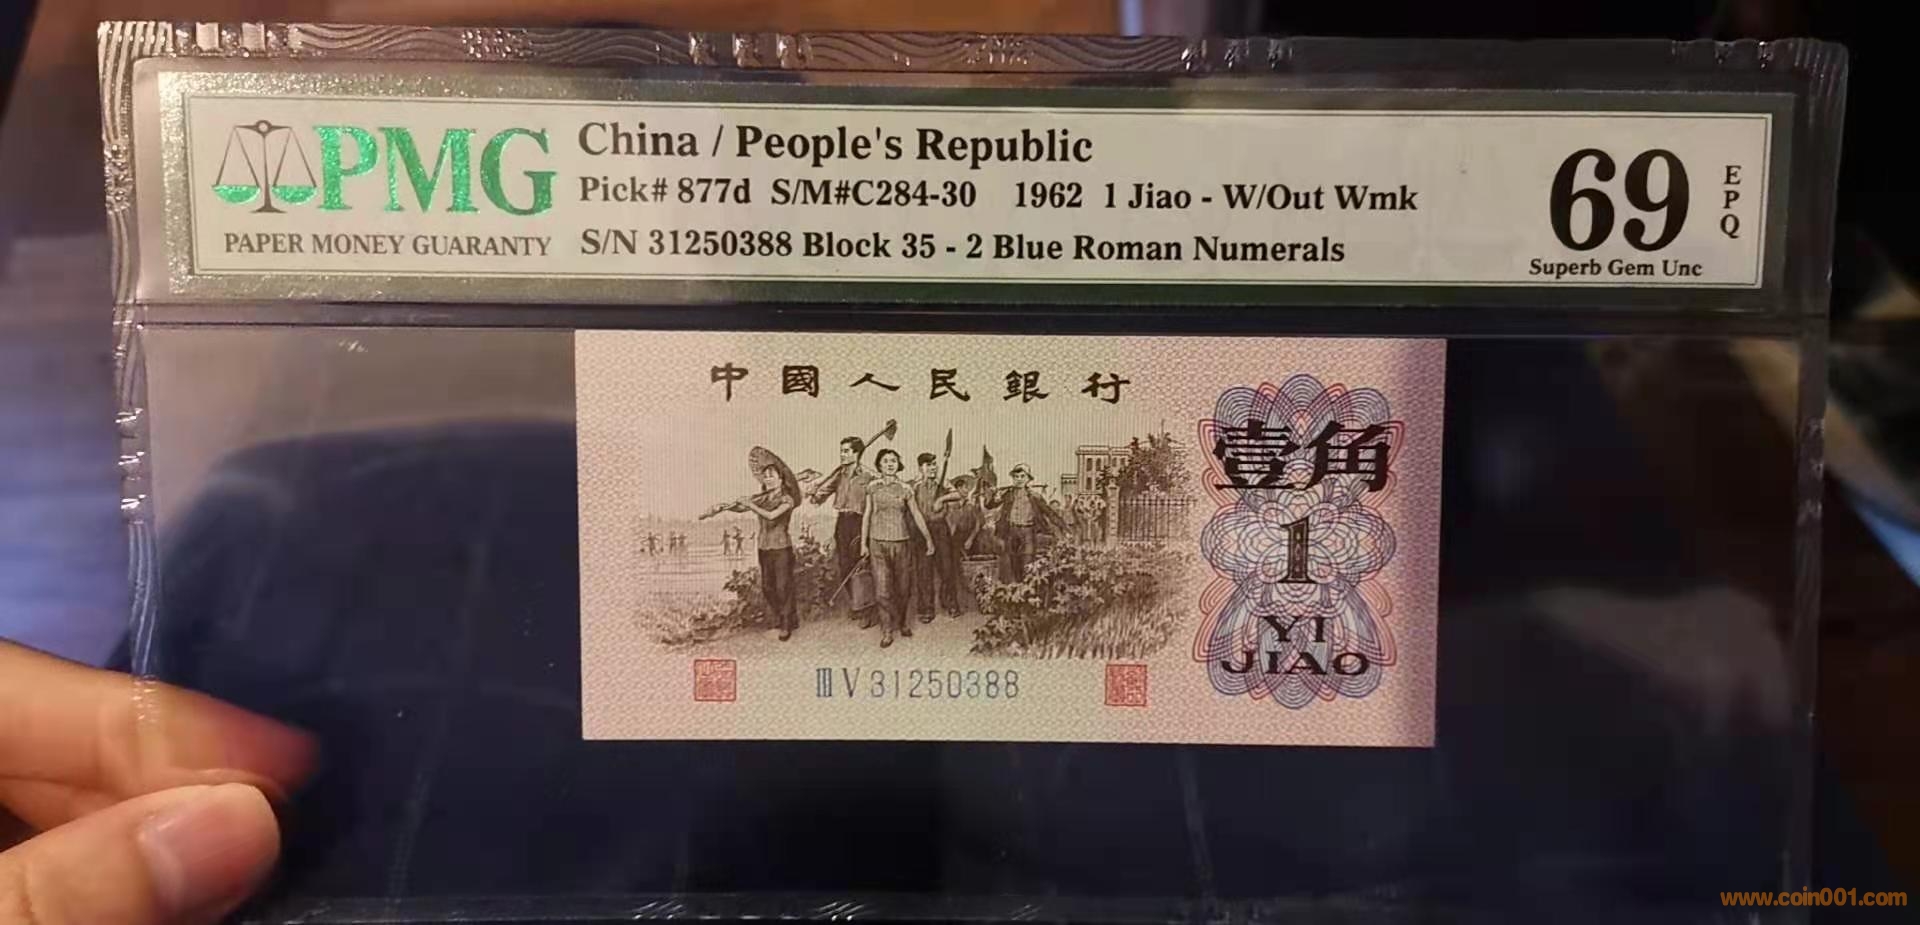 PMG
PAPER MONEY GUARANTY
China / People's Republic
Pick# 877d S/M#C284-30 1962 1 Jiao - W/Out Wmk
S/N 31250388 Block 35 - 2 Blue Roman Numerals
69
EPQ
Superb Gem Unc
中國人民銀行
壹角
1
YI
JIAO
III V 31250388
www.coin001.com